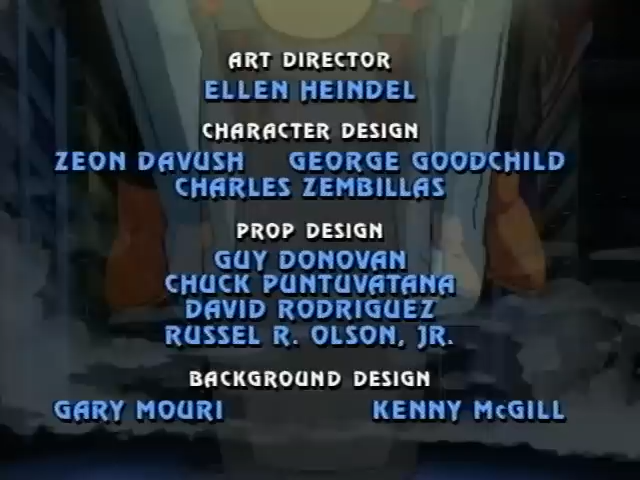 ART DIRECTOR
ELLEN HEINDEL
CHARACTER DESIGN
ZEON DAVUSH GEORGE GOODCHILD
CHARLES ZEMBILLAS
PROP DESIGN
GUY DONOVAN
CHUCK PUNTUVATANA
DAVID RODRIGUEZ
RUSSEL R. OLSON, JR.
BACKGROUND DESIGN
GARY MOURI KENNY McGILL